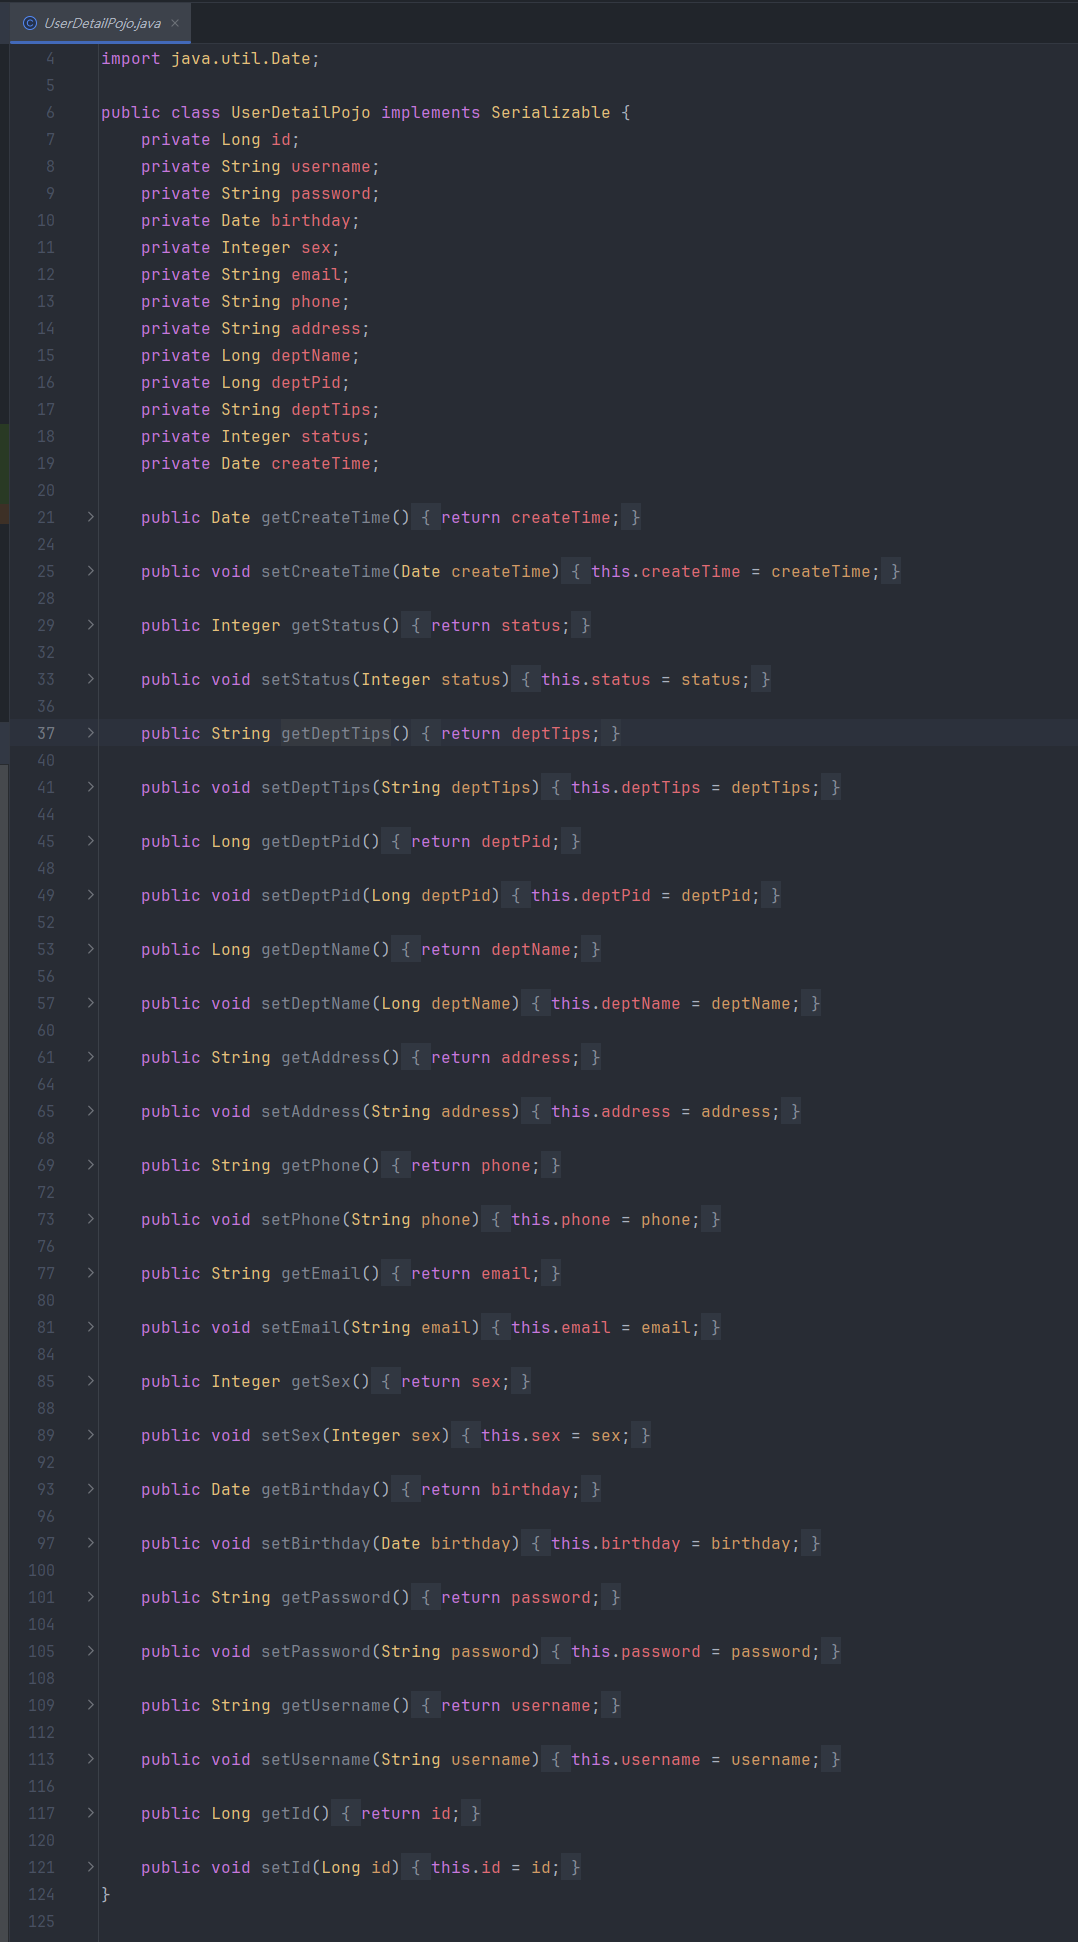 UserDetailPojo.java
4 import java.util.Date;
5
6 public class UserDetailPojo implements Serializable {
7 private Long id;
8 private String username;
9 private String password;
10 private Date birthday;
11 private Integer sex;
12 private String email;
13 private String phone;
14 private String address;
15 private Long deptName;
16 private Long deptPid;
17 private String deptTips;
18 private Integer status;
19 private Date createTime;
20
21 public Date getCreateTime() { return createTime; }
24
25 public void setCreateTime(Date createTime) { this.createTime = createTime; }
28
29 public Integer getStatus() { return status; }
32
33 public void setStatus(Integer status) { this.status = status; }
36
37 public String getDeptTips() { return deptTips; }
40
41 public void setDeptTips(String deptTips) { this.deptTips = deptTips; }
44
45 public Long getDeptPid() { return deptPid; }
48
49 public void setDeptPid(Long deptPid) { this.deptPid = deptPid; }
52
53 public Long getDeptName() { return deptName; }
56
57 public void setDeptName(Long deptName) { this.deptName = deptName; }
60
61 public String getAddress() { return address; }
64
65 public void setAddress(String address) { this.address = address; }
68
69 public String getPhone() { return phone; }
72
73 public void setPhone(String phone) { this.phone = phone; }
76
77 public String getEmail() { return email; }
80
81 public void setEmail(String email) { this.email = email; }
84
85 public Integer getSex() { return sex; }
88
89 public void setSex(Integer sex) { this.sex = sex; }
92
93 public Date getBirthday() { return birthday; }
96
97 public void setBirthday(Date birthday) { this.birthday = birthday; }
100
101 public String getPassword() { return password; }
104
105 public void setPassword(String password) { this.password = password; }
108
109 public String getUsername() { return username; }
112
113 public void setUsername(String username) { this.username = username; }
116
117 public Long getId() { return id; }
120
121 public void setId(Long id) { this.id = id; }
124 }
125